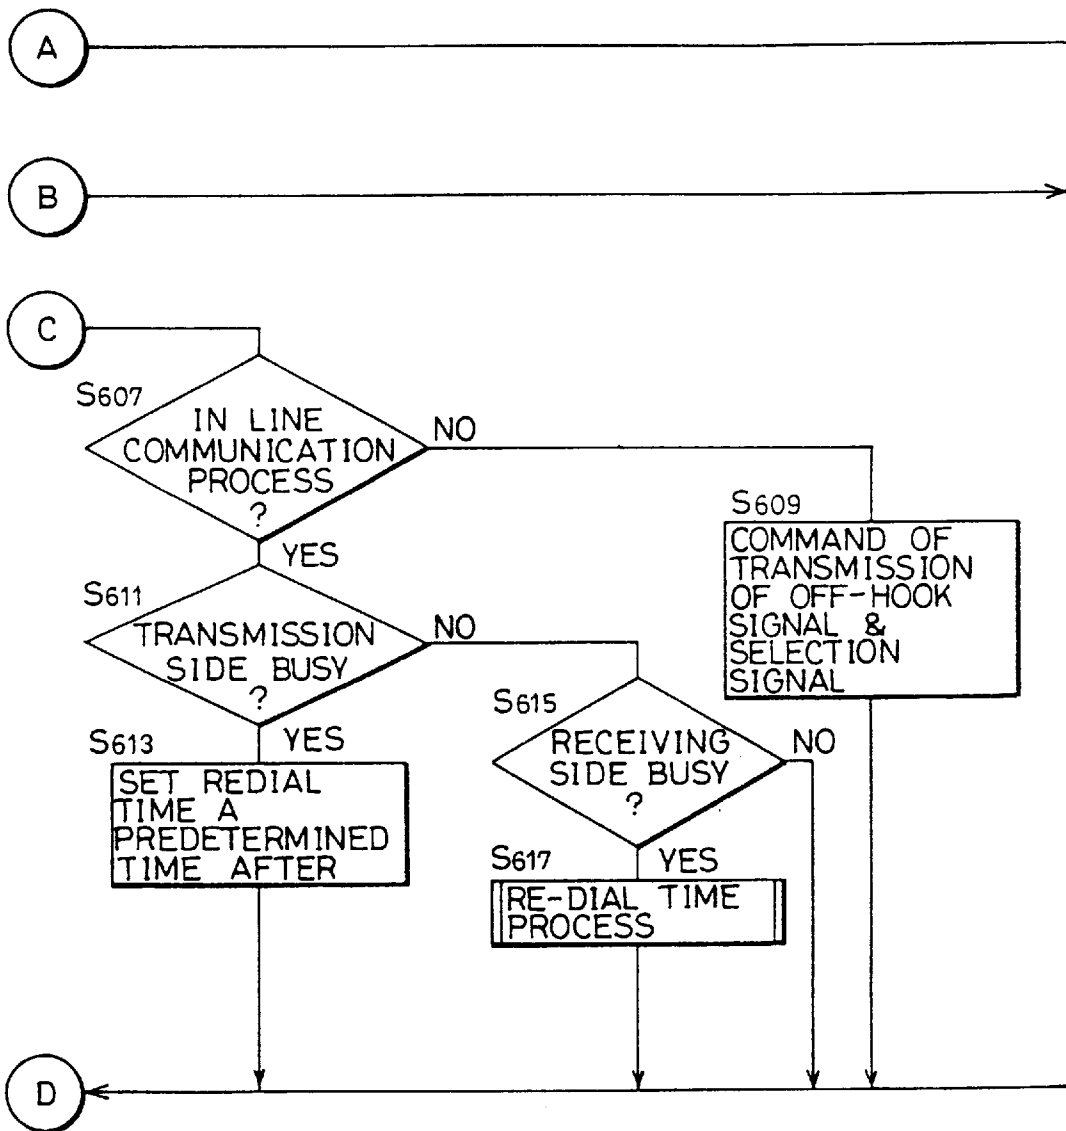 A
B
C
S607
IN LINE
COMMUNICATION
PROCESS
?
NO
YES
S609
COMMAND OF
TRANSMISSION
OF OFF-HOOK
SIGNAL &
SELECTION
SIGNAL
S611
TRANSMISSION
SIDE BUSY
?
NO
YES
S613
SET REDIAL
TIME A
PREDETERMINED
TIME AFTER
S615
RECEIVING
SIDE BUSY
?
NO
YES
S617
RE-DIAL TIME
PROCESS
D